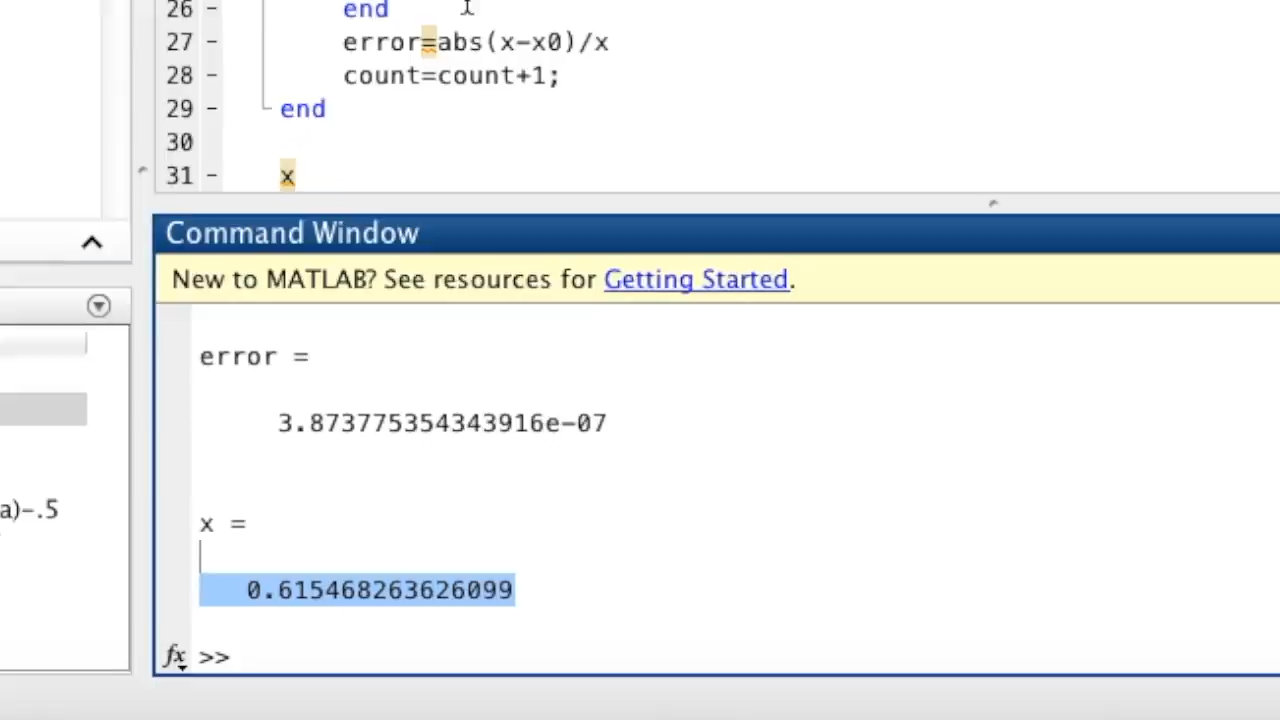 26 - end
27 - error=abs(x-x0)/x
28 - count=count+1;
29 - end
30
31 - x
Command Window
New to MATLAB? See resources for Getting Started.
error =
3.873775354343916e-07
a)-.5
x =
0.615468263626099
fx >>